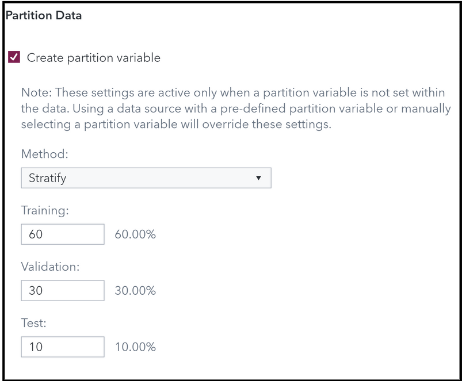 Partition Data
Create partition variable
Note: These settings are active only when a partition variable is not set within
the data. Using a data source with a pre-defined partition variable or manually
selecting a partition variable will override these settings.
Method:
Stratify
Training:
60 60.00%
Validation:
30 30.00%
Test:
10 10.00%